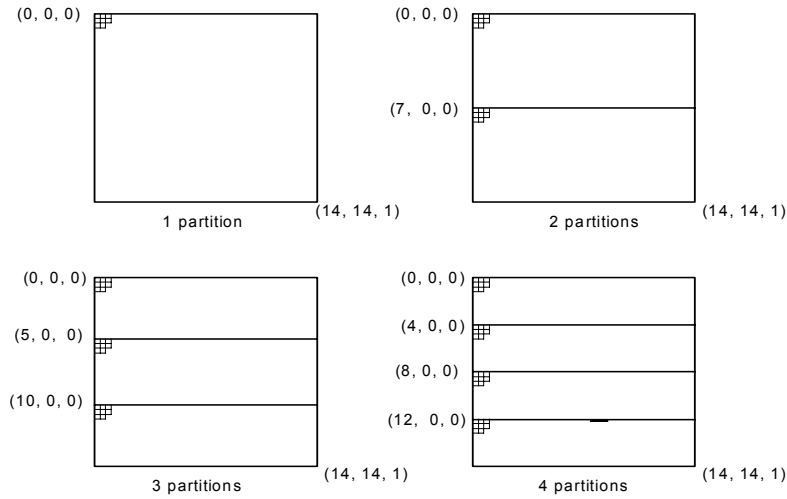 (0, 0, 0)
(14, 14, 1)
1 partition
(0, 0, 0)
(7, 0, 0)
(14, 14, 1)
2 partitions
(0, 0, 0)
(5, 0, 0)
(10, 0, 0)
(14, 14, 1)
3 partitions
(0, 0, 0)
(4, 0, 0)
(8, 0, 0)
(12, 0, 0)
(14, 14, 1)
4 partitions